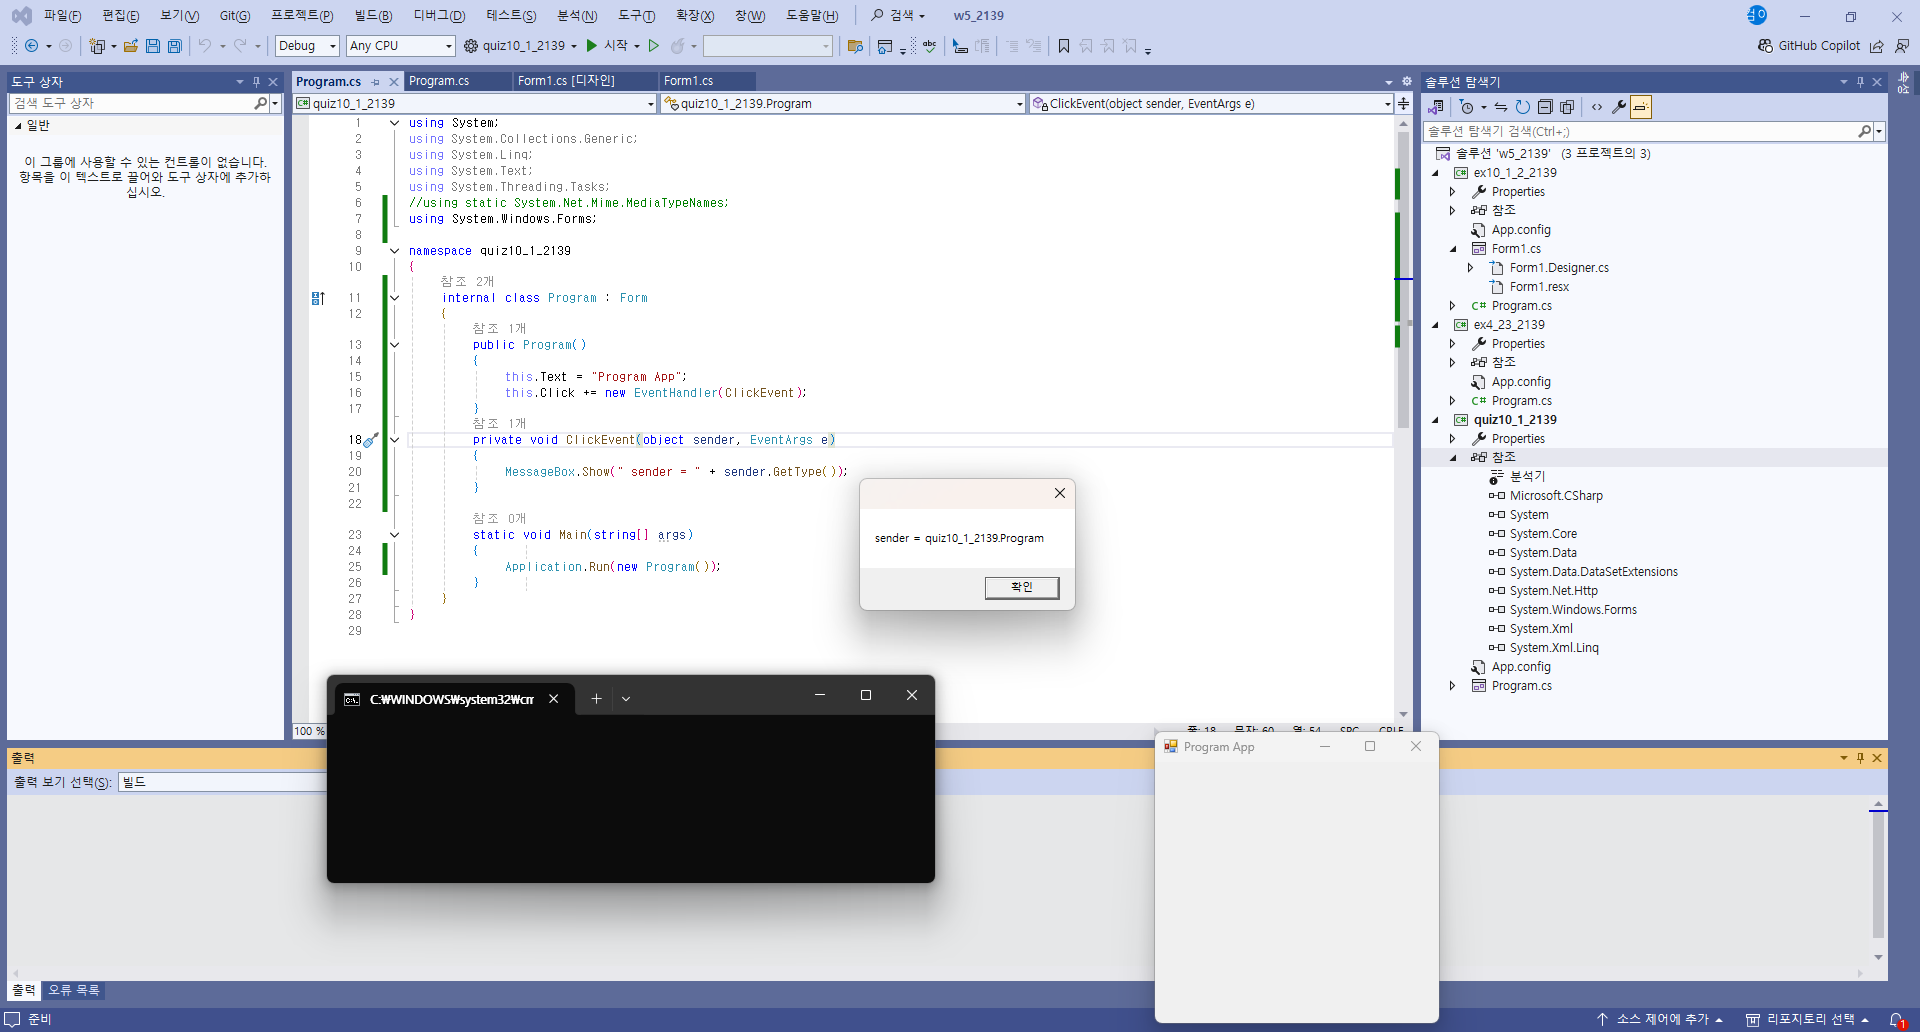 파일(F) 편집(E) 보기(V) Git(G) 프로젝트(P) 빌드(B) 디버그(D) 테스트(S) 분석(N) 도구(T) 확장(X) 창(W) 도움말(H) 검색 w5_2139
Debug Any CPU quiz10_1_2139 시작 GitHub Copilot
도구 상자
검색 도구 상자
일반
이 그룹에 사용할 수 있는 컨트롤이 없습니다.
항목을 이 텍스트로 끌어와 도구 상자에 추가하
십시오.
Program.cs Program.cs Form1.cs [디자인] Form1.cs
quiz10_1_2139 quiz10_1_2139.Program ClickEvent(object sender, EventArgs e)
1 using System;
2 using System.Collections.Generic;
3 using System.Linq;
4 using System.Text;
5 using System.Threading.Tasks;
6 //using static System.Net.Mime.MediaTypeNames;
7 using System.Windows.Forms;
8
9 namespace quiz10_1_2139
10 {
참조 2개
11 internal class Program : Form
12 {
참조 1개
13 public Program()
14 {
15 this.Text = "Program App";
16 this.Click += new EventHandler(ClickEvent);
17 }
참조 1개
18 private void ClickEvent(object sender, EventArgs e)
19 {
20 MessageBox.Show(" sender = " + sender.GetType());
21 }
22
참조 0개
23 static void Main(string[] args)
24 {
25 Application.Run(new Program());
26 }
27 }
28 }
29
100 %
sender = quiz10_1_2139.Program
확인
C:₩WINDOWS₩system32₩cm
Program App
솔루션 탐색기
솔루션 탐색기 검색(Ctrl+;)
솔루션 'w5_2139' (3 프로젝트의 3)
ex10_1_2_2139
Properties
참조
App.config
Form1.cs
Form1.Designer.cs
Form1.resx
Program.cs
ex4_23_2139
Properties
참조
App.config
Program.cs
quiz10_1_2139
Properties
참조
분석기
Microsoft.CSharp
System
System.Core
System.Data
System.Data.DataSetExtensions
System.Net.Http
System.Windows.Forms
System.Xml
System.Xml.Linq
App.config
Program.cs
속성
출력
출력 보기 선택(S): 빌드
출력 오류 목록
준비 소스 제어에 추가 리포지토리 선택 1